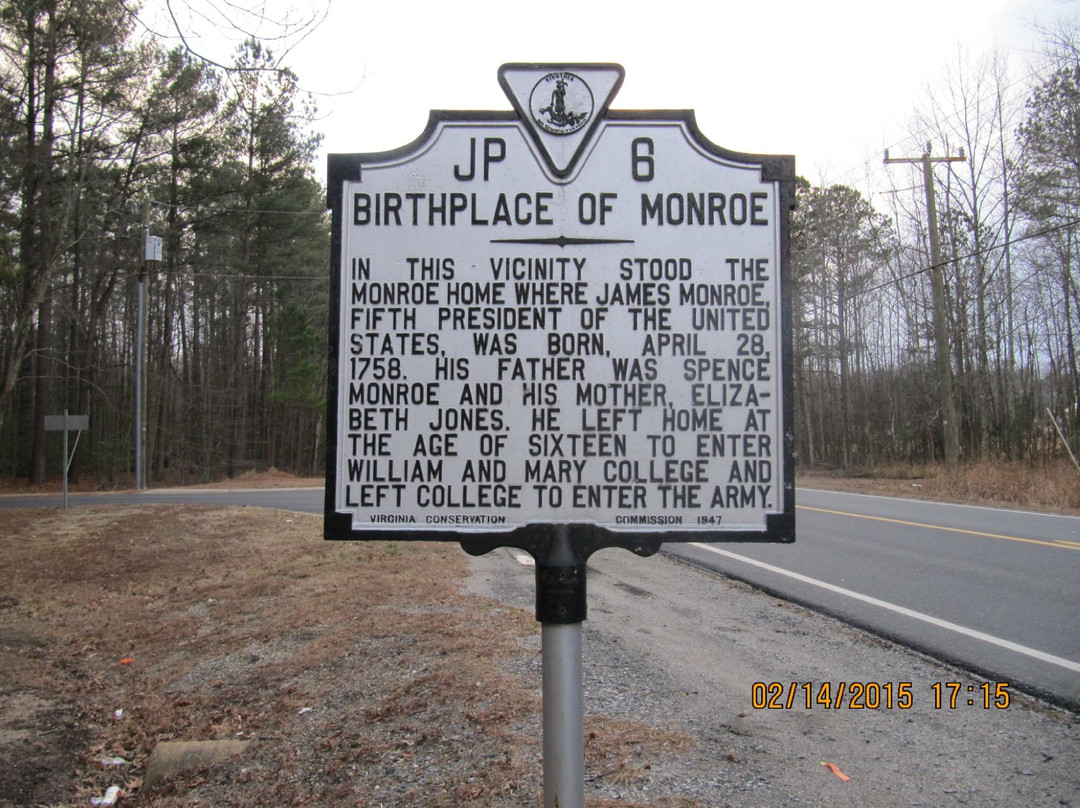 VIRGINIA
JP 6
BIRTHPLACE OF MONROE
IN THIS VICINITY STOOD THE
MONROE HOME WHERE JAMES MONROE,
FIFTH PRESIDENT OF THE UNITED
STATES, WAS BORN, APRIL 28,
1758. HIS FATHER WAS SPENCE
MONROE AND HIS MOTHER, ELIZA-
BETH JONES. HE LEFT HOME AT
THE AGE OF SIXTEEN TO ENTER
WILLIAM AND MARY COLLEGE AND
LEFT COLLEGE TO ENTER THE ARMY.
VIRGINIA CONSERVATION COMMISSION 1947
02/14/2015 17:15